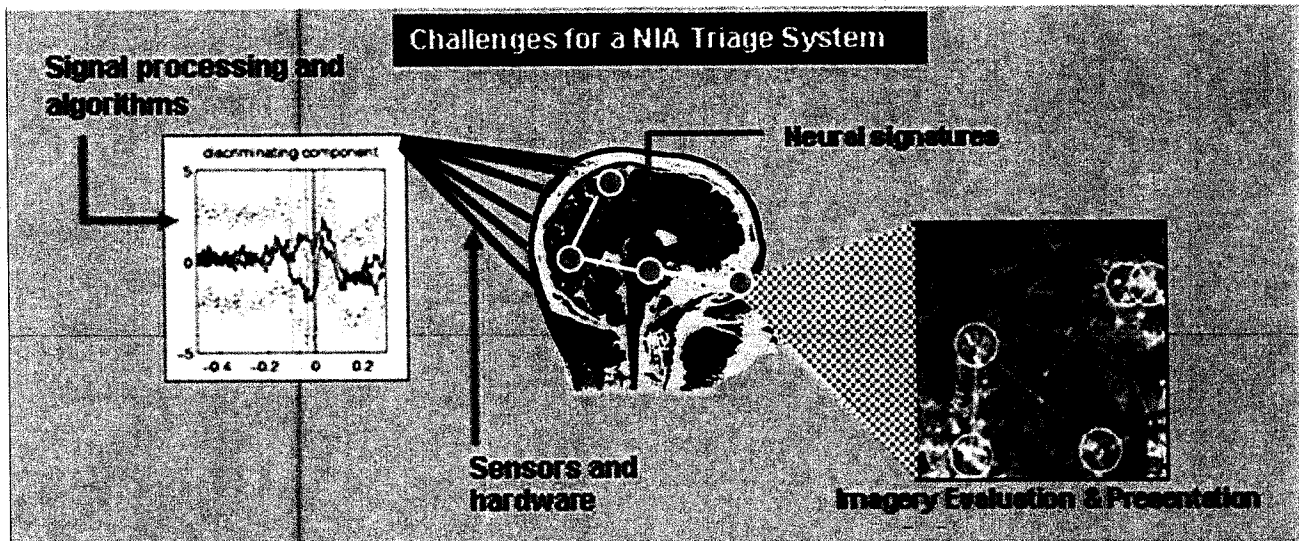 Challenges for a NIA Triage System
Signal processing and
algorithms
discriminating component
5
0
-5
-0.4 -0.2 0 0.2
Neural signatures
Sensors and
hardware
Imagery Evaluation & Presentation